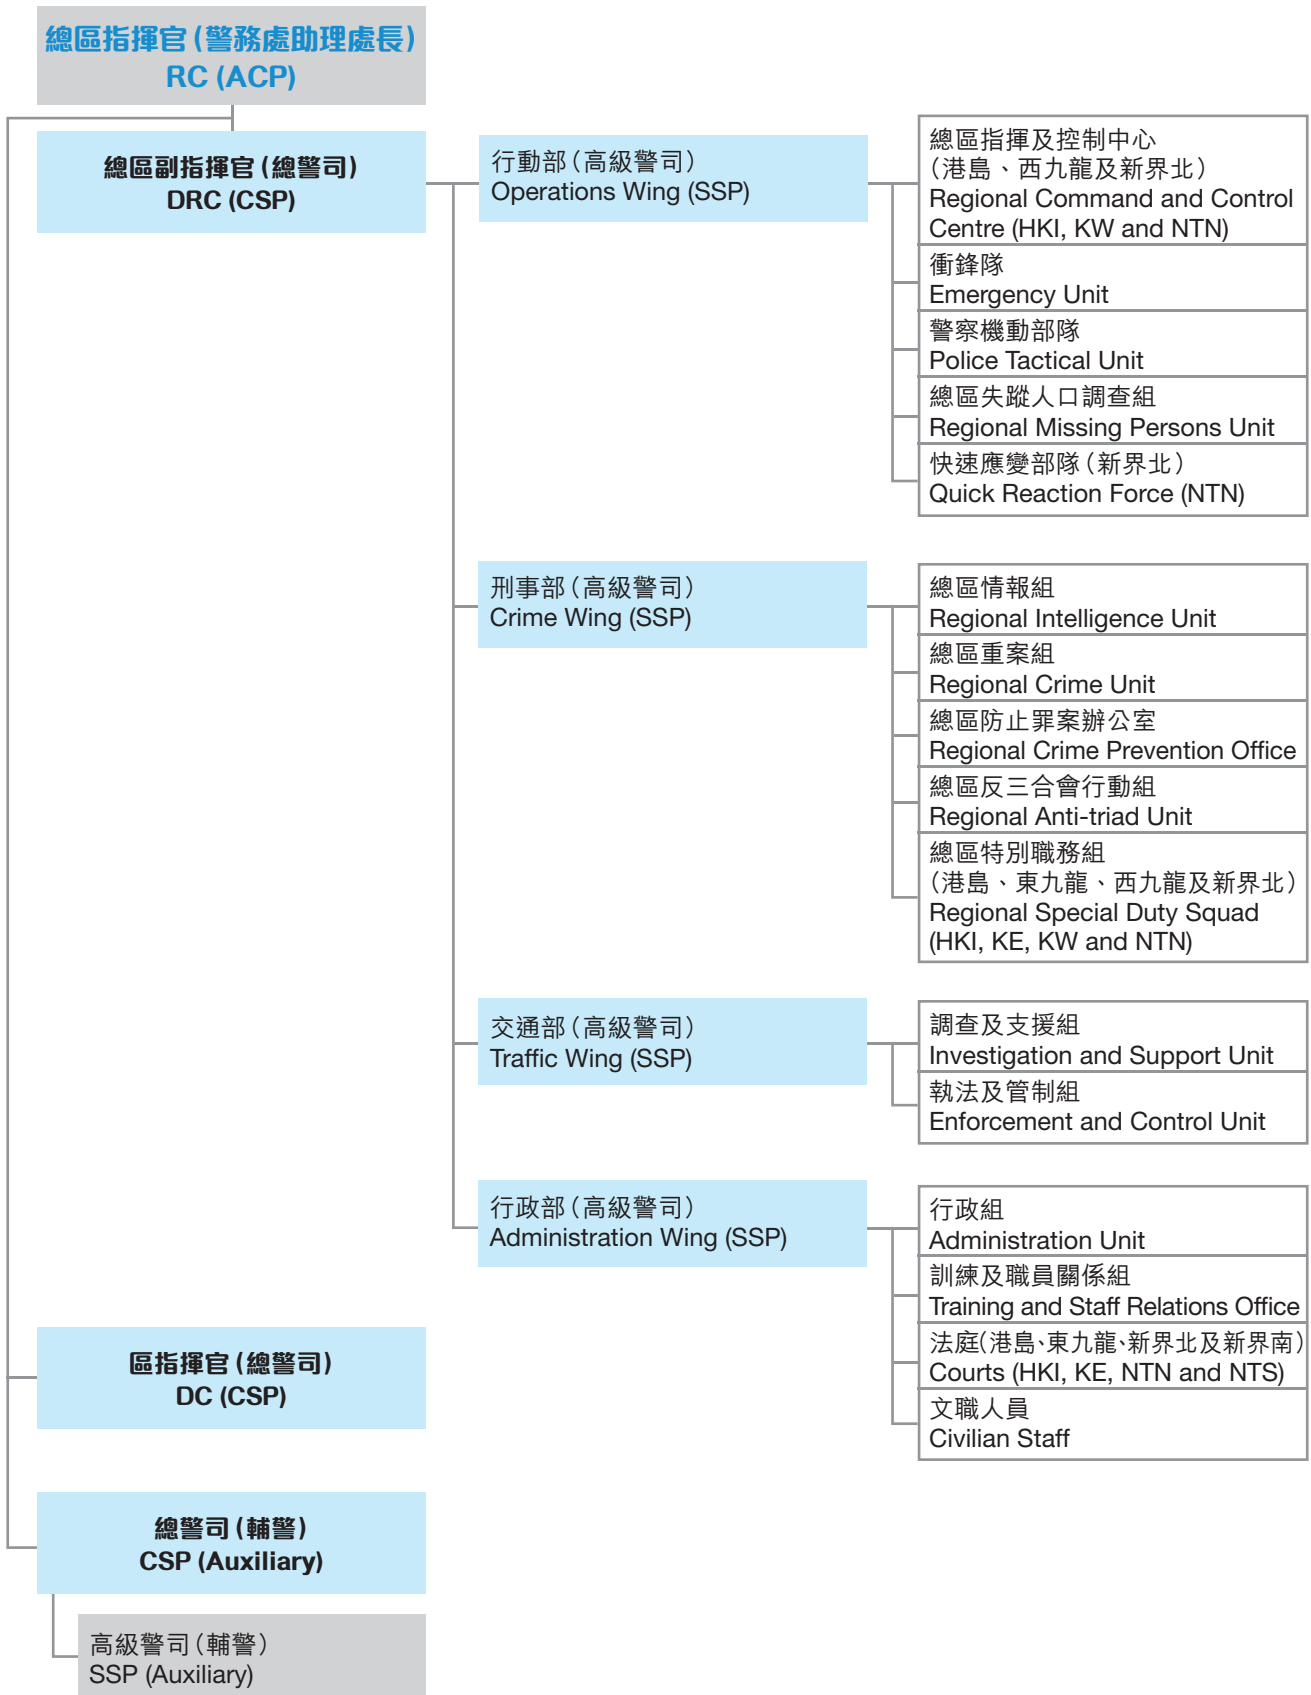 總區指揮官(警務處助理處長)
RC (ACP)
總區副指揮官(總警司)
DRC (CSP)
行動部(高級警司)
Operations Wing (SSP)
總區指揮及控制中心
(港島、西九龍及新界北)
Regional Command and Control
Centre (HKI, KW and NTN)
衝鋒隊
Emergency Unit
警察機動部隊
Police Tactical Unit
總區失蹤人口調查組
Regional Missing Persons Unit
快速應變部隊(新界北)
Quick Reaction Force (NTN)
刑事部(高級警司)
Crime Wing (SSP)
總區情報組
Regional Intelligence Unit
總區重案組
Regional Crime Unit
總區防止罪案辦公室
Regional Crime Prevention Office
總區反三合會行動組
Regional Anti-triad Unit
總區特別職務組
(港島、東九龍、西九龍及新界北)
Regional Special Duty Squad
(HKI, KE, KW and NTN)
交通部(高級警司)
Traffic Wing (SSP)
調查及支援組
Investigation and Support Unit
執法及管制組
Enforcement and Control Unit
行政部(高級警司)
Administration Wing (SSP)
行政組
Administration Unit
訓練及職員關係組
Training and Staff Relations Office
法庭(港島、東九龍、新界北及新界南)
Courts (HKI, KE, NTN and NTS)
文職人員
Civilian Staff
區指揮官(總警司)
DC (CSP)
總警司(輔警)
CSP (Auxiliary)
高級警司(輔警)
SSP (Auxiliary)